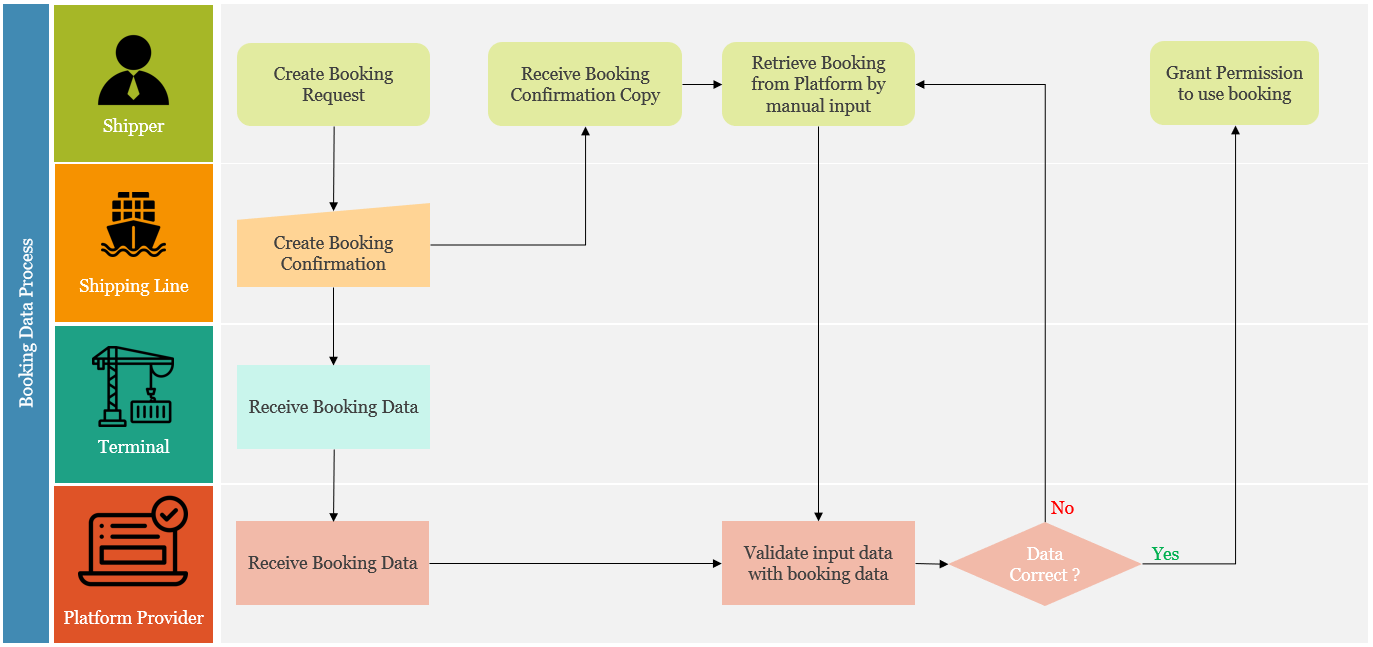 Booking Data Process
Shipper
Create Booking
Request
Receive Booking
Confirmation Copy
Retrieve Booking
from Platform by
manual input
Grant Permission
to use booking
Shipping Line
Create Booking
Confirmation
Terminal
Receive Booking Data
Platform Provider
Receive Booking Data
Validate input data
with booking data
Data
Correct ?
No
Yes